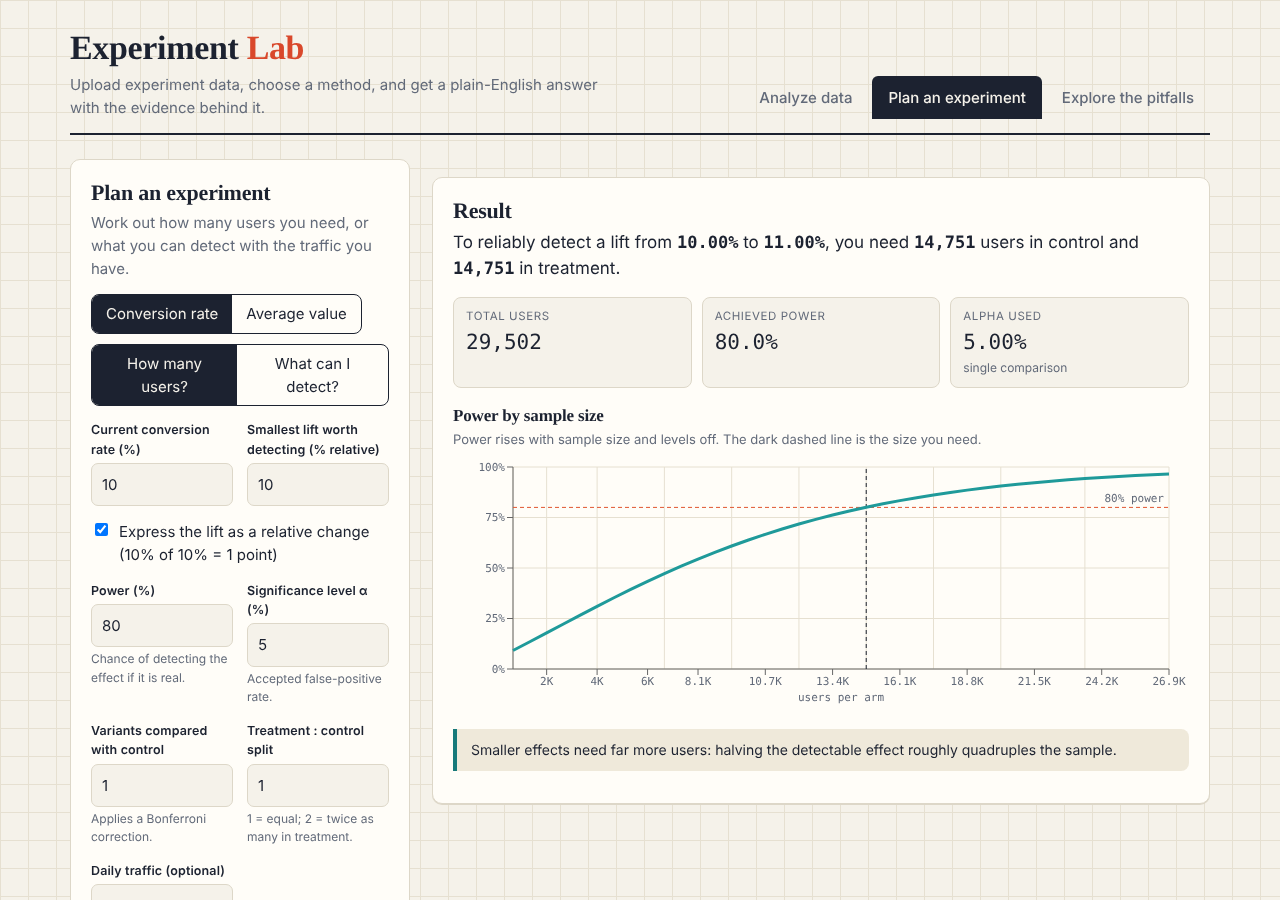 Experiment Lab
Upload experiment data, choose a method, and get a plain-English answer
with the evidence behind it.
Analyze data
Plan an experiment
Explore the pitfalls
Plan an experiment
Work out how many users you need, or
what you can detect with the traffic you
have.
Conversion rate
Average value
How many
users?
What can I
detect?
Current conversion
rate (%)
Smallest lift worth
detecting (% relative)
10
10
Express the lift as a relative change
(10% of 10% = 1 point)
Power (%)
Significance level α
(%)
80
5
Chance of detecting the
effect if it is real.
Accepted false-positive
rate.
Variants compared
with control
Treatment : control
split
1
1
Applies a Bonferroni
correction.
1 = equal; 2 = twice as
many in treatment.
Daily traffic (optional)
Result
To reliably detect a lift from 10.00% to 11.00%, you need 14,751 users in control and
14,751 in treatment.
TOTAL USERS
29,502
ACHIEVED POWER
80.0%
ALPHA USED
5.00%
single comparison
Power by sample size
Power rises with sample size and levels off. The dark dashed line is the size you need.
100%
75%
50%
25%
0%
80% power
2K 4K 6K 8.1K 10.7K 13.4K 16.1K 18.8K 21.5K 24.2K 26.9K
users per arm
Smaller effects need far more users: halving the detectable effect roughly quadruples the sample.